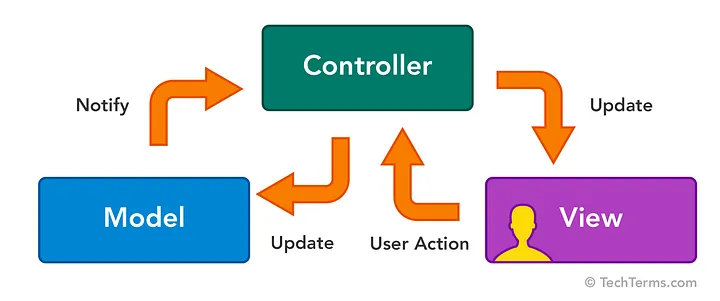 Controller
Notify
Update
Model
View
Update
User Action
© TechTerms.com